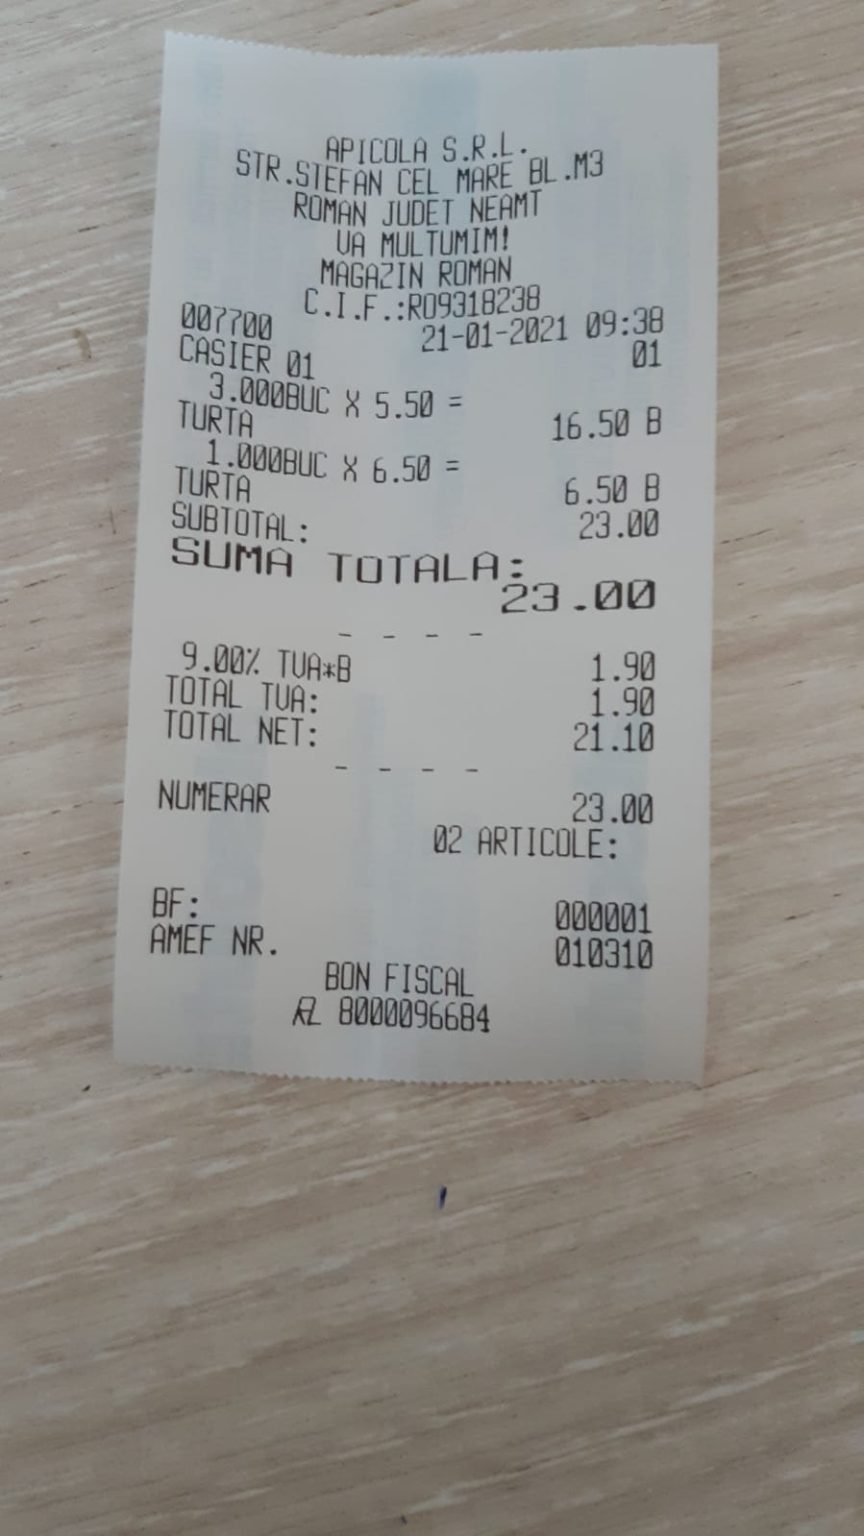 APICOLA S.R.L.
STR.STEFAN CEL MARE BL.M3
ROMAN JUDET NEAMT
VA MULTUMIM!
MAGAZIN ROMAN
C.I.F.:RO9318238
007700 21-01-2021 09:38
CASIER 01 01
3.000BUC X 5.50 =
TURTA 16.50 B
1.000BUC X 6.50 =
TURTA 6.50 B
SUBTOTAL: 23.00
SUMA TOTALA:
23.00
- - - -
9.00% TVA*B 1.90
TOTAL TVA: 1.90
TOTAL NET: 21.10
- - - -
NUMERAR 23.00
02 ARTICOLE:
BF: 000001
AMEF NR. 010310
BON FISCAL
8000096684